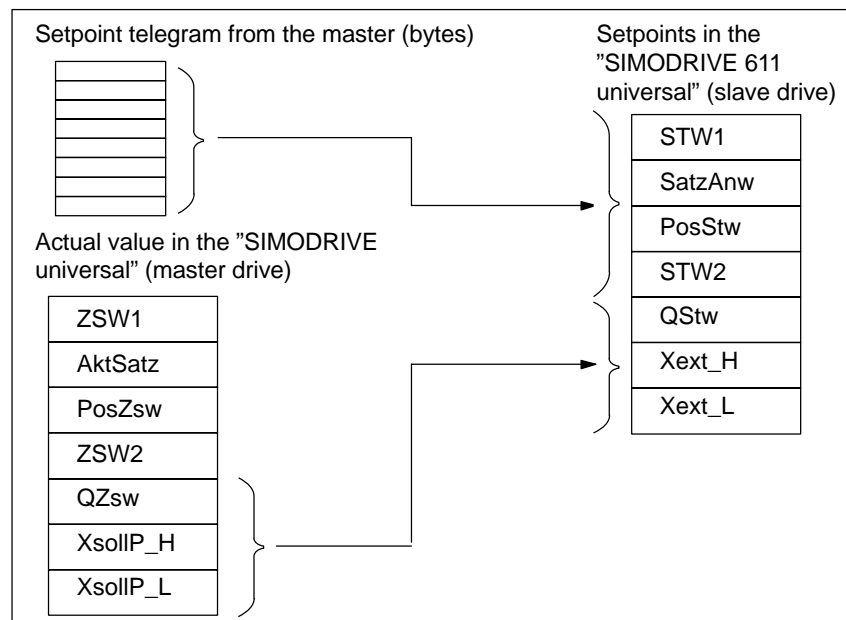 Setpoint telegram from the master (bytes)
Setpoints in the
”SIMODRIVE 611
universal” (slave drive)
STW1
SatzAnw
PosStw
STW2
QStw
Xext_H
Xext_L
Actual value in the ”SIMODRIVE
universal” (master drive)
ZSW1
AktSatz
PosZsw
ZSW2
QZsw
XsollP_H
XsollP_L